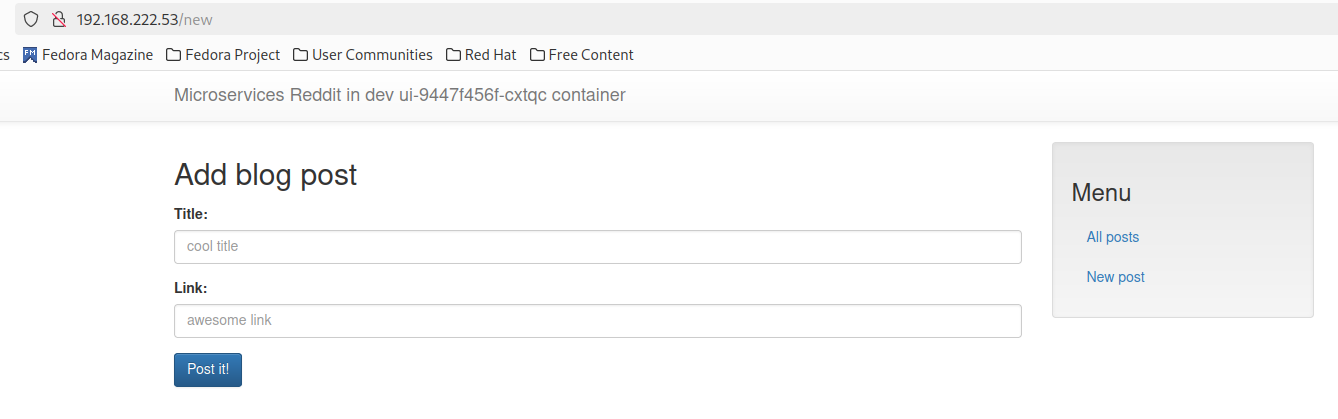 192.168.222.53/new
cs FM Fedora Magazine Fedora Project User Communities Red Hat Free Content
Microservices Reddit in dev ui-9447f456f-cxtqc container
Add blog post
Title:
cool title
Link:
awesome link
Post it!
Menu
All posts
New post